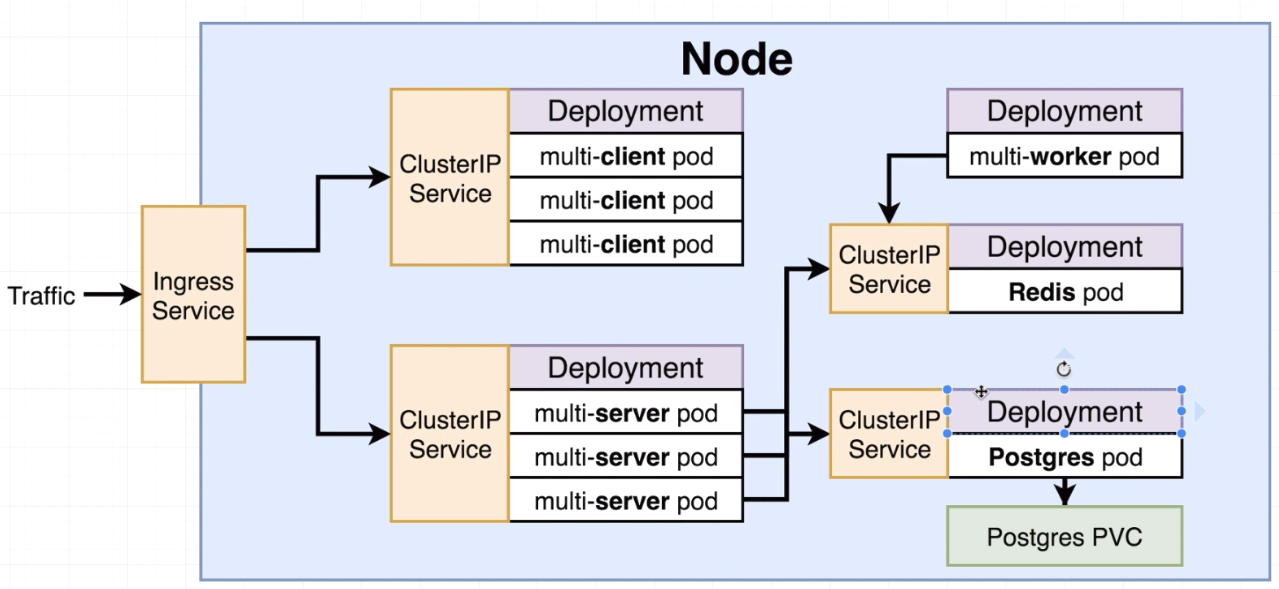 Node
Traffic
Ingress
Service
ClusterIP
Service
Deployment
multi-client pod
multi-client pod
multi-client pod
ClusterIP
Service
Deployment
multi-server pod
multi-server pod
multi-server pod
Deployment
multi-worker pod
ClusterIP
Service
Deployment
Redis pod
ClusterIP
Service
Deployment
Postgres pod
Postgres PVC